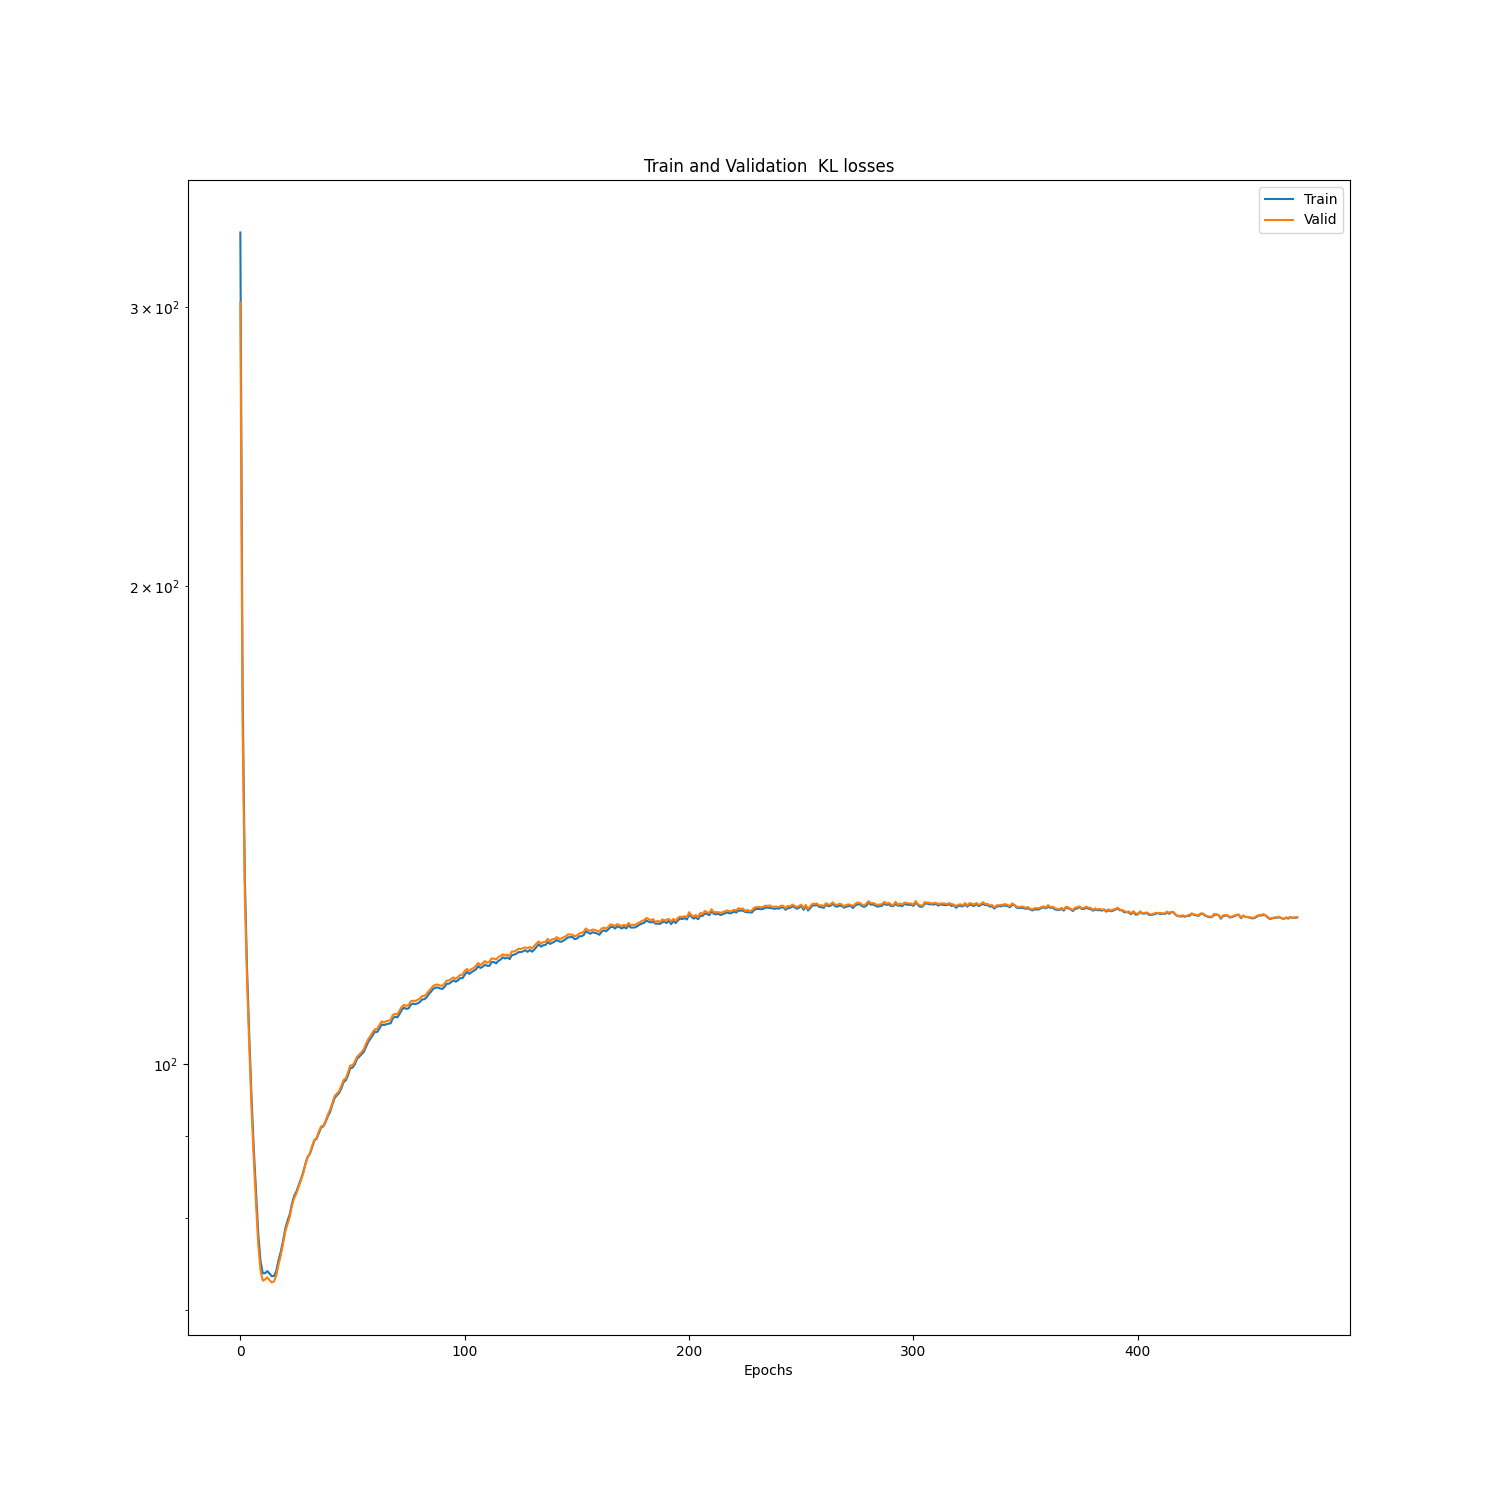 Train and Validation  KL losses
Train
Valid
3 × 10²
2 × 10²
10²
0 100 200 300 400
Epochs